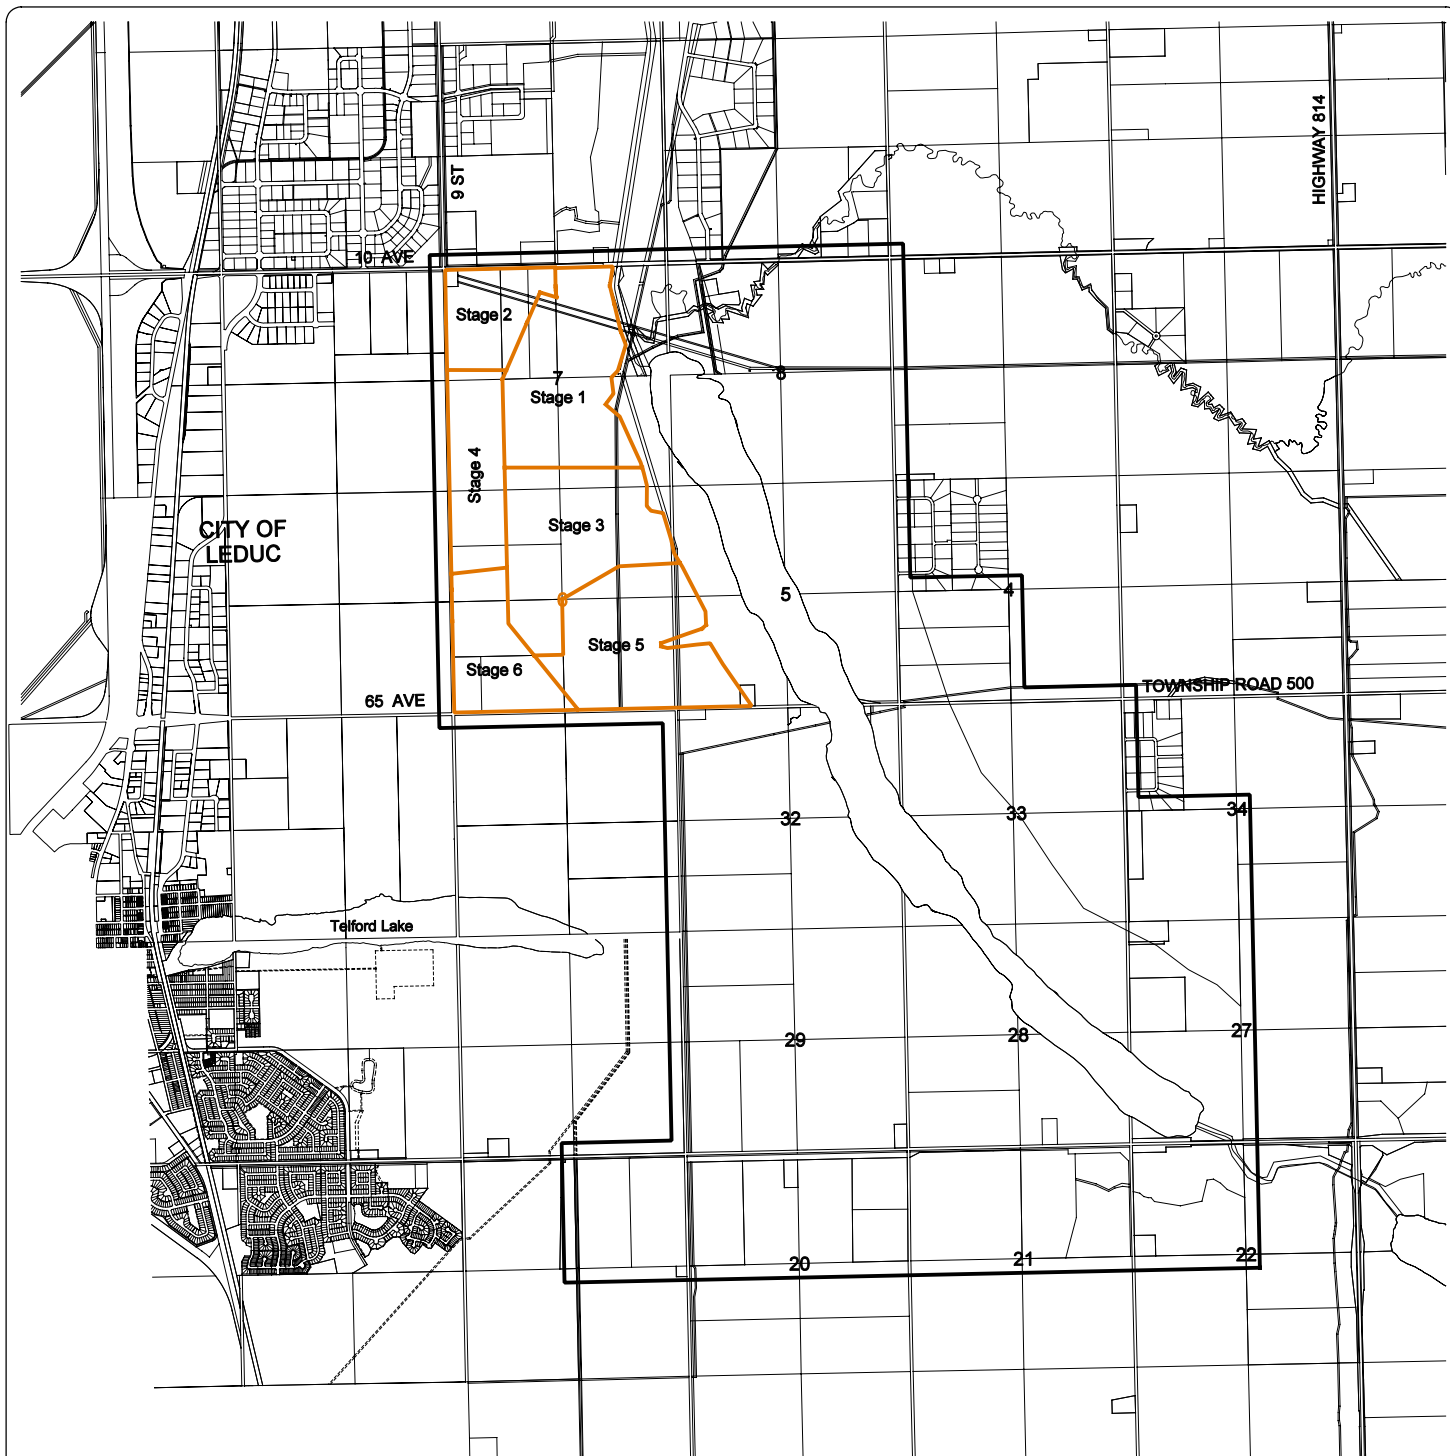 HIGHWAY 814
9 ST
10 AVE
Stage 2
7
8
Stage 1
Stage 4
CITY OF
LEDUC
Stage 3
5
4
6
Stage 5
Stage 6
65 AVE
TOWNSHIP ROAD 500
32
33
34
Telford Lake
29
28
27
20
21
22